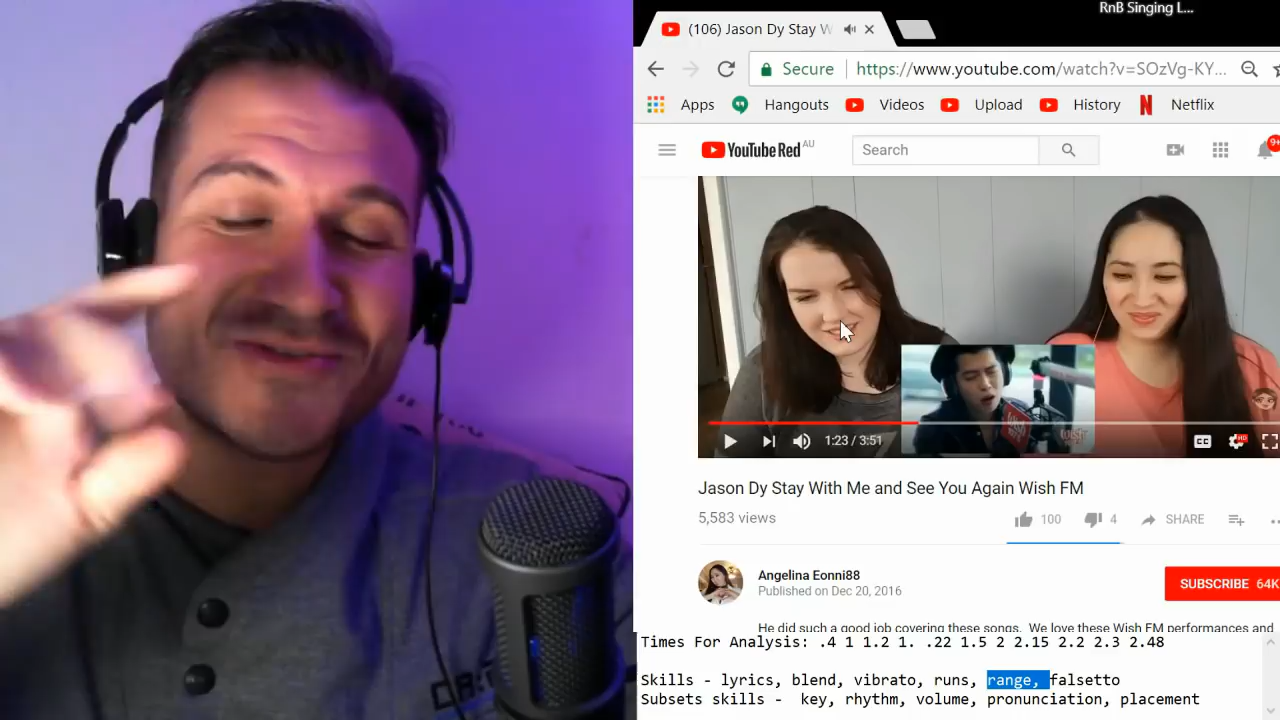 RnB Singing L...
(106) Jason Dy Stay W
Secure https://www.youtube.com/watch?v=SOzVg-KY...
Apps Hangouts Videos Upload History Netflix
YouTube Red AU Search 9+
WISH
1:23 / 3:51 CC HD
Jason Dy Stay With Me and See You Again Wish FM
5,583 views 100 4 SHARE
Angelina Eonni88
Published on Dec 20, 2016 SUBSCRIBE 64K
He did such a good job covering these songs. We love these Wish FM performances and
Times For Analysis: .4 1 1.2 1. .22 1.5 2 2.15 2.2 2.3 2.48
Skills - lyrics, blend, vibrato, runs, range, falsetto
Subsets skills - key, rhythm, volume, pronunciation, placement